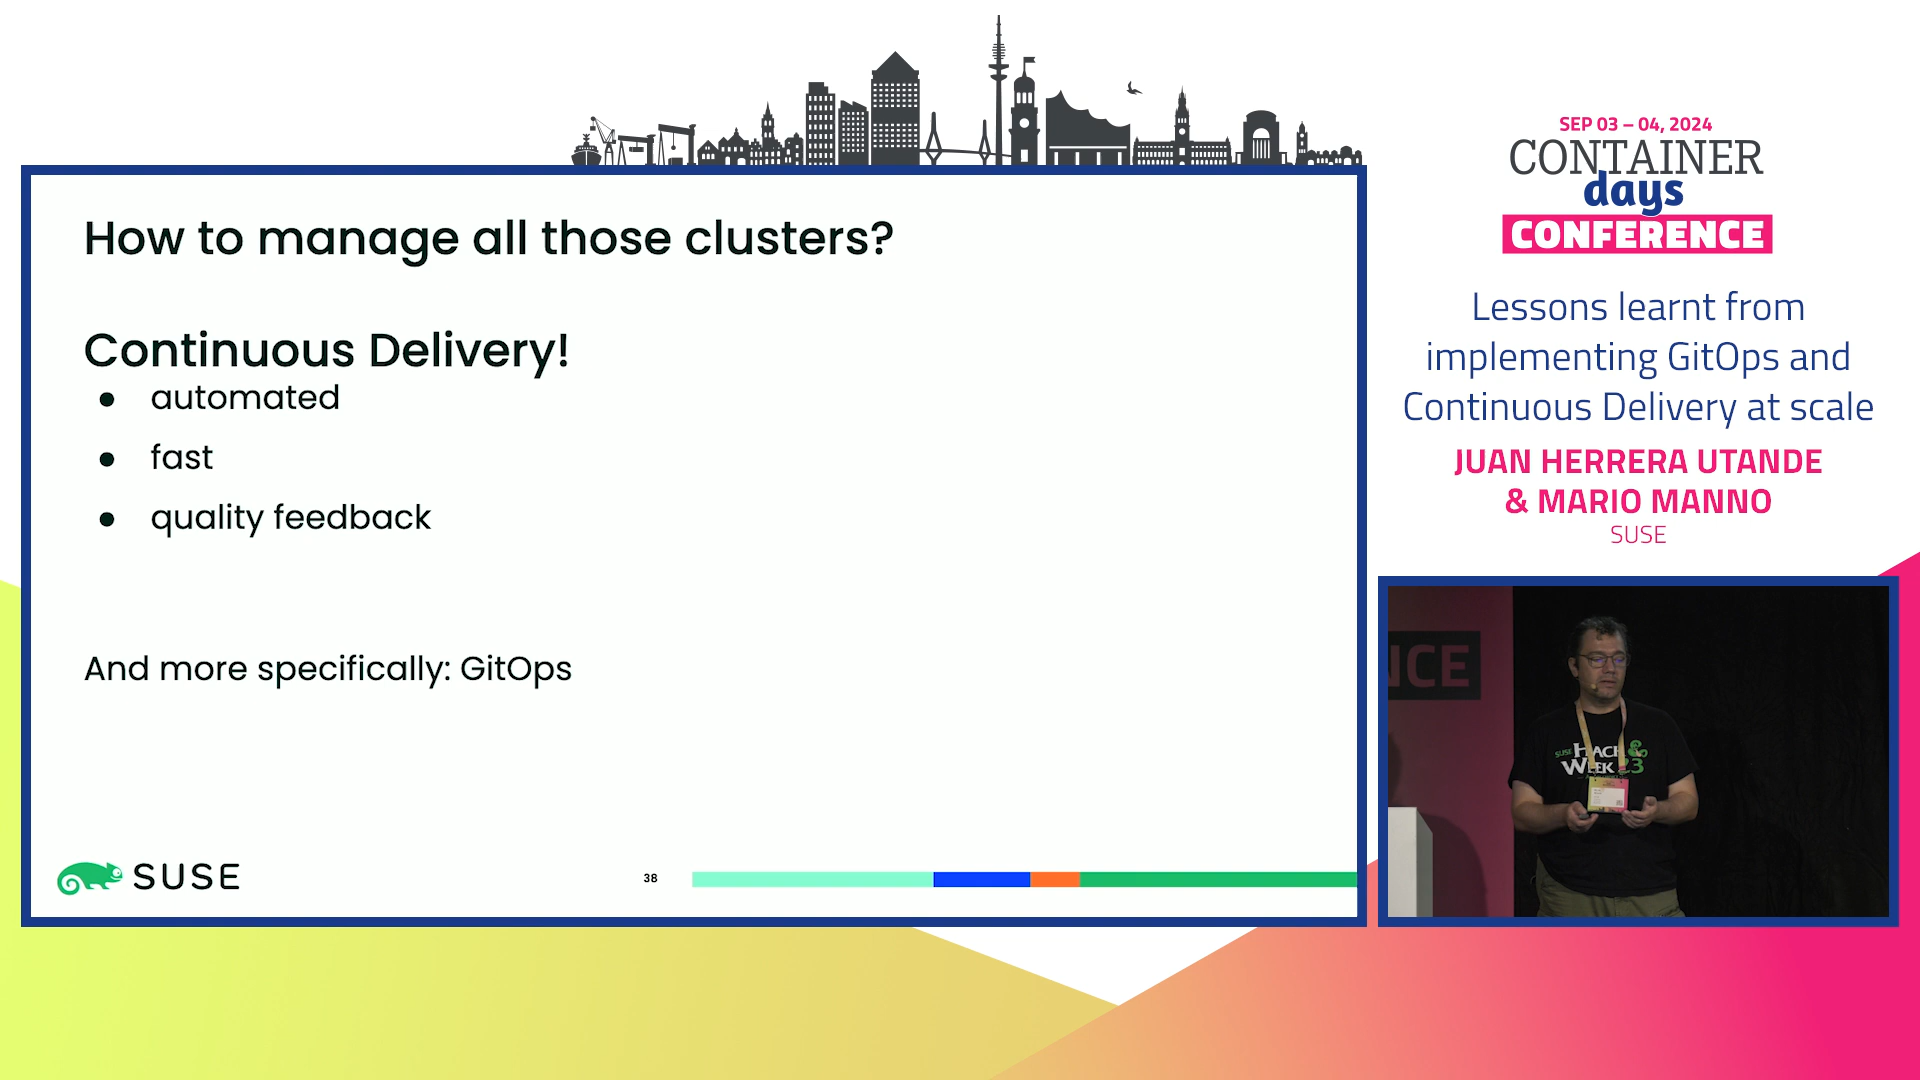 How to manage all those clusters?
Continuous Delivery!
● automated
● fast
● quality feedback
And more specifically: GitOps
SUSE
38
SEP 03 – 04, 2024
CONTAINER
days
CONFERENCE
Lessons learnt from
implementing GitOps and
Continuous Delivery at scale
JUAN HERRERA UTANDE
& MARIO MANNO
SUSE
NCE
SUSE HACK
WEEK 23